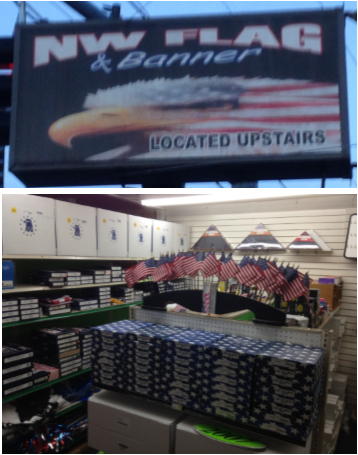 NW FLAG
& Banner
LOCATED UPSTAIRS